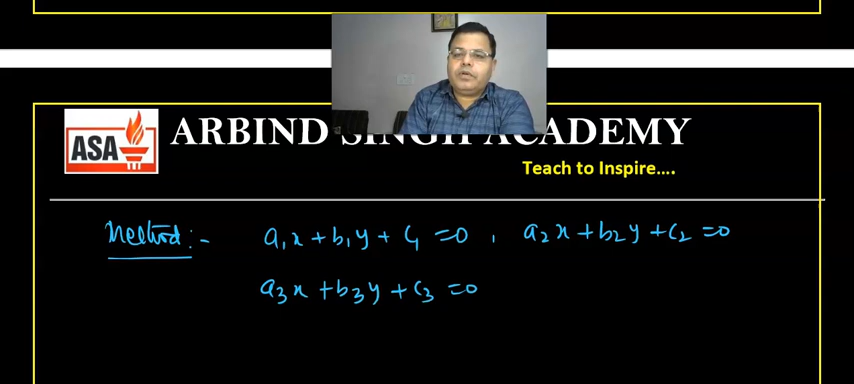 ASA ARBIND SINGH ACADEMY
Teach to Inspire....
Method:- a₁x + b₁y + c₁ = 0 , a₂x + b₂y + c₂ = 0
a₃x + b₃y + c₃ = 0